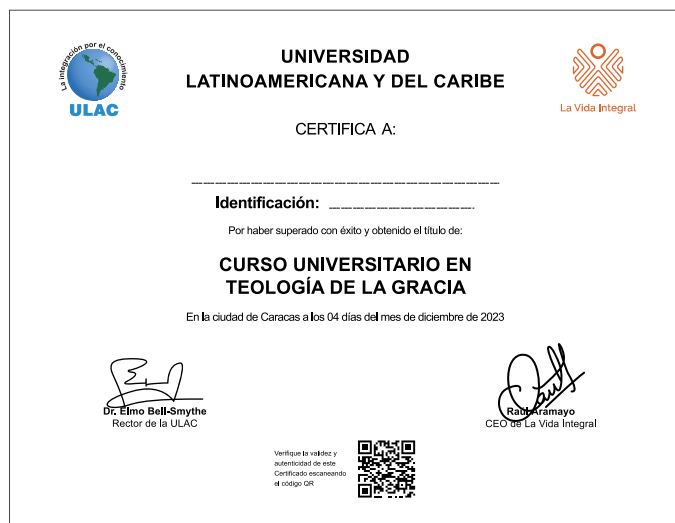 La integración por el conocimiento
ULAC
UNIVERSIDAD
LATINOAMERICANA Y DEL CARIBE
La Vida Integral
CERTIFICA A:
Identificación:
Por haber superado con éxito y obtenido el título de:
CURSO UNIVERSITARIO EN
TEOLOGÍA DE LA GRACIA
En la ciudad de Caracas a los 04 días del mes de diciembre de 2023
Dr. Elmo Bell-Smythe
Rector de la ULAC
Raúl Aramayo
CEO de La Vida Integral
Verifique la validez y
autenticidad de este
Certificado escaneando
el código QR